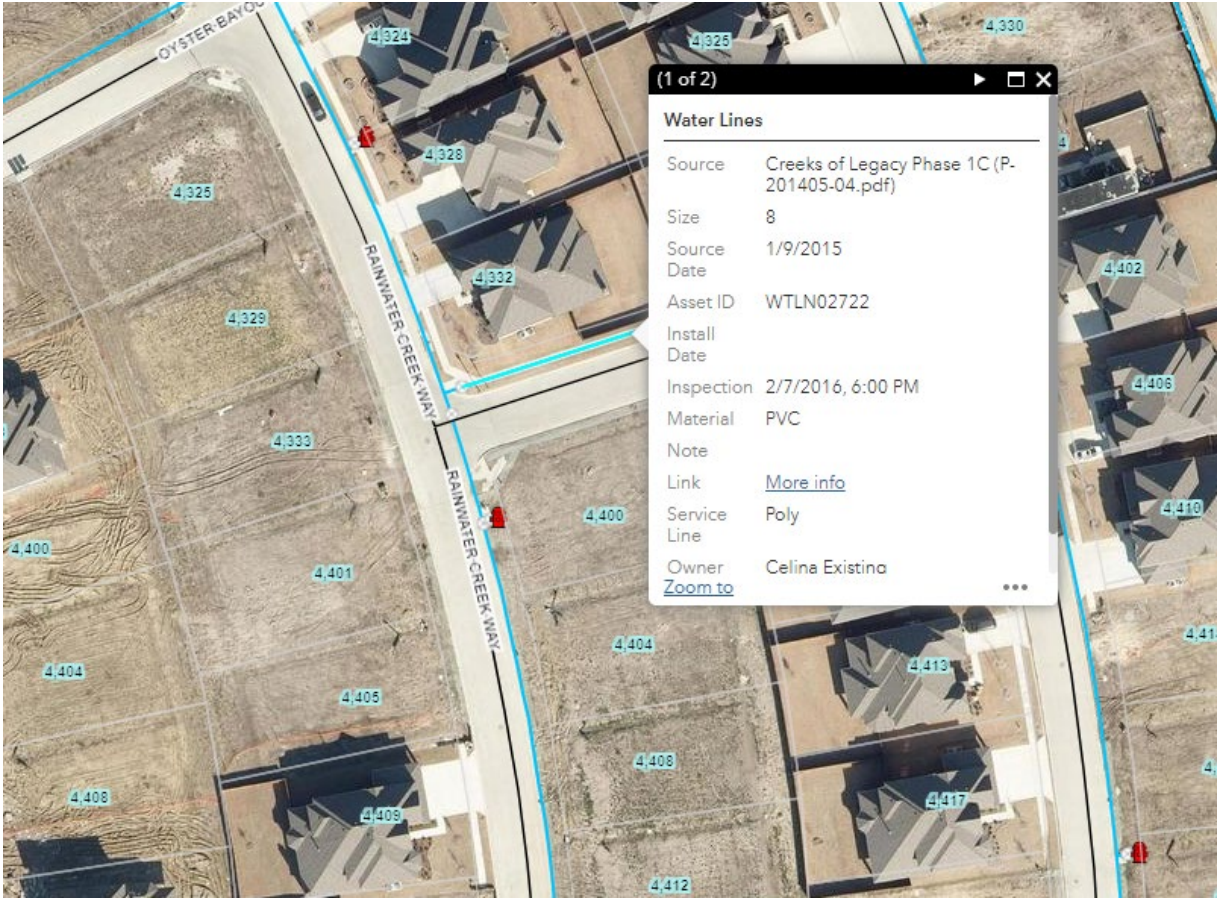 OYSTER BAYOU
4,324
4,325
4,330
(1 of 2)
Water Lines
Source Creeks of Legacy Phase 1C (P-
201405-04.pdf)
Size 8
Source 1/9/2015
Date
Asset ID WTLN02722
Install
Date
Inspection 2/7/2016, 6:00 PM
Material PVC
Note
Link More info
Service Poly
Line
Owner Celina Existing
Zoom to
4,328
4,325
4,332
4,329
RAINWATER CREEK WAY
4,402
4,406
4,333
RAINWATER CREEK WAY
4,400
4,410
4,400
4,401
4,404
4,404
4,413
4,405
4,408
4,408
4,409
4,417
4,412